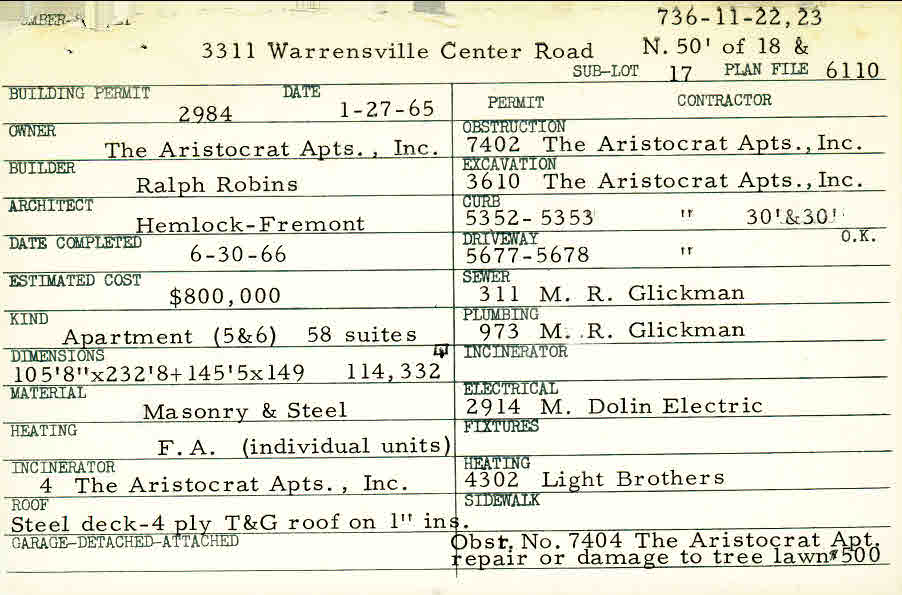 736-11-22,23
3311 Warrensville Center Road N. 50' of 18 &
SUB-LOT 17 PLAN FILE 6110
BUILDING PERMIT DATE
2984 1-27-65
OWNER
The Aristocrat Apts., Inc.
BUILDER
Ralph Robins
ARCHITECT
Hemlock-Fremont
DATE COMPLETED
6-30-66
ESTIMATED COST
$800,000
KIND
Apartment (5&6) 58 suites
DIMENSIONS
105'8"x232'8+145'5x149 114,332
MATERIAL
Masonry & Steel
HEATING
F.A. (individual units)
INCINERATOR
4 The Aristocrat Apts., Inc.
ROOF
Steel deck-4 ply T&G roof on 1" ins.
GARAGE-DETACHED-ATTACHED
PERMIT CONTRACTOR
OBSTRUCTION
7402 The Aristocrat Apts., Inc.
EXCAVATION
3610 The Aristocrat Apts., Inc.
CURB
5352-5353 " 30'&30'
DRIVEWAY O.K.
5677-5678 "
SEWER
311 M. R. Glickman
PLUMBING
973 M. R. Glickman
INCINERATOR
ELECTRICAL
2914 M. Dolin Electric
FIXTURES
HEATING
4302 Light Brothers
SIDEWALK
Obst. No. 7404 The Aristocrat Apt.
repair or damage to tree lawn $500